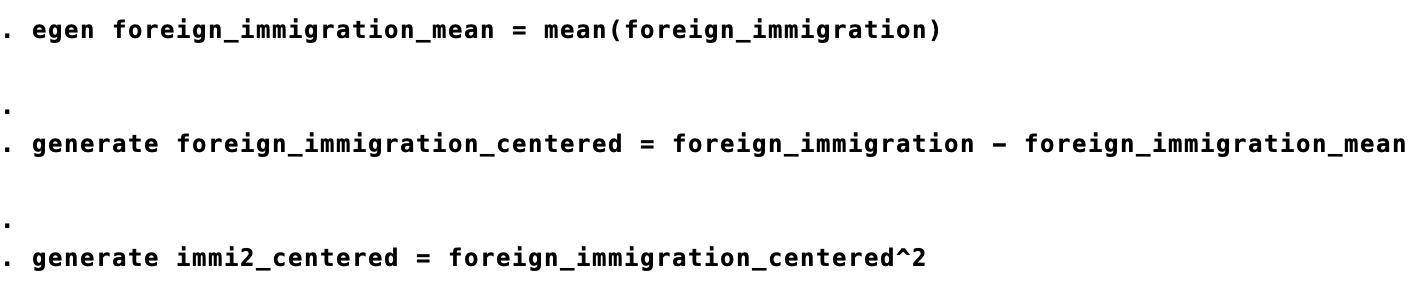 . egen foreign_immigration_mean = mean(foreign_immigration)
.
. generate foreign_immigration_centered = foreign_immigration - foreign_immigration_mean
.
. generate immi2_centered = foreign_immigration_centered^2